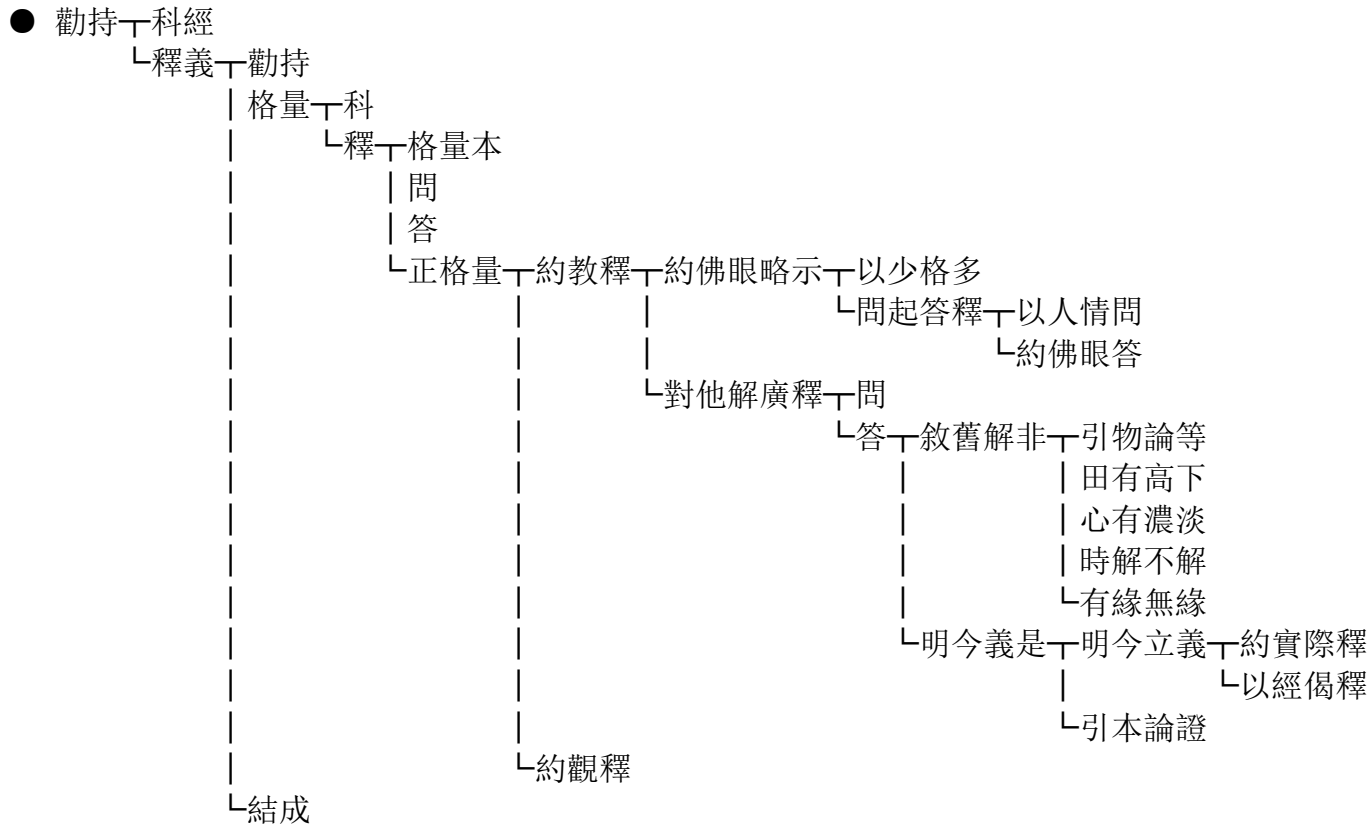 ● 勸持┬科經
└釋義┬勸持
│格量┬科
│ └釋┬格量本
│ │問
│ │答
│ └正格量┬約教釋┬約佛眼略示┬以少格多
│ │ │ └問起答釋┬以人情問
│ │ │ └約佛眼答
│ │ └對他解廣釋┬問
│ │ └答┬敘舊解非┬引物論等
│ │ │ │田有高下
│ │ │ │心有濃淡
│ │ │ │時解不解
│ │ │ └有緣無緣
│ │ └明今義是┬明今立義┬約實際釋
│ │ │ └以經偈釋
│ │ └引本論證
│ └約觀釋
└結成